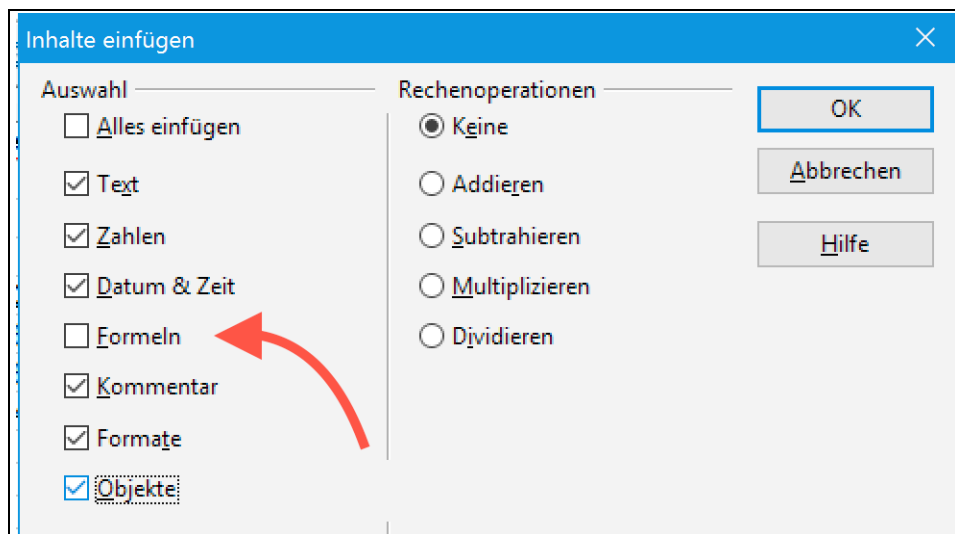 Inhalte einfügen
Auswahl
Alles einfügen
Text
Zahlen
Datum & Zeit
Formeln
Kommentar
Formate
Objekte
Rechenoperationen
Keine
Addieren
Subtrahieren
Multiplizieren
Dividieren
OK
Abbrechen
Hilfe